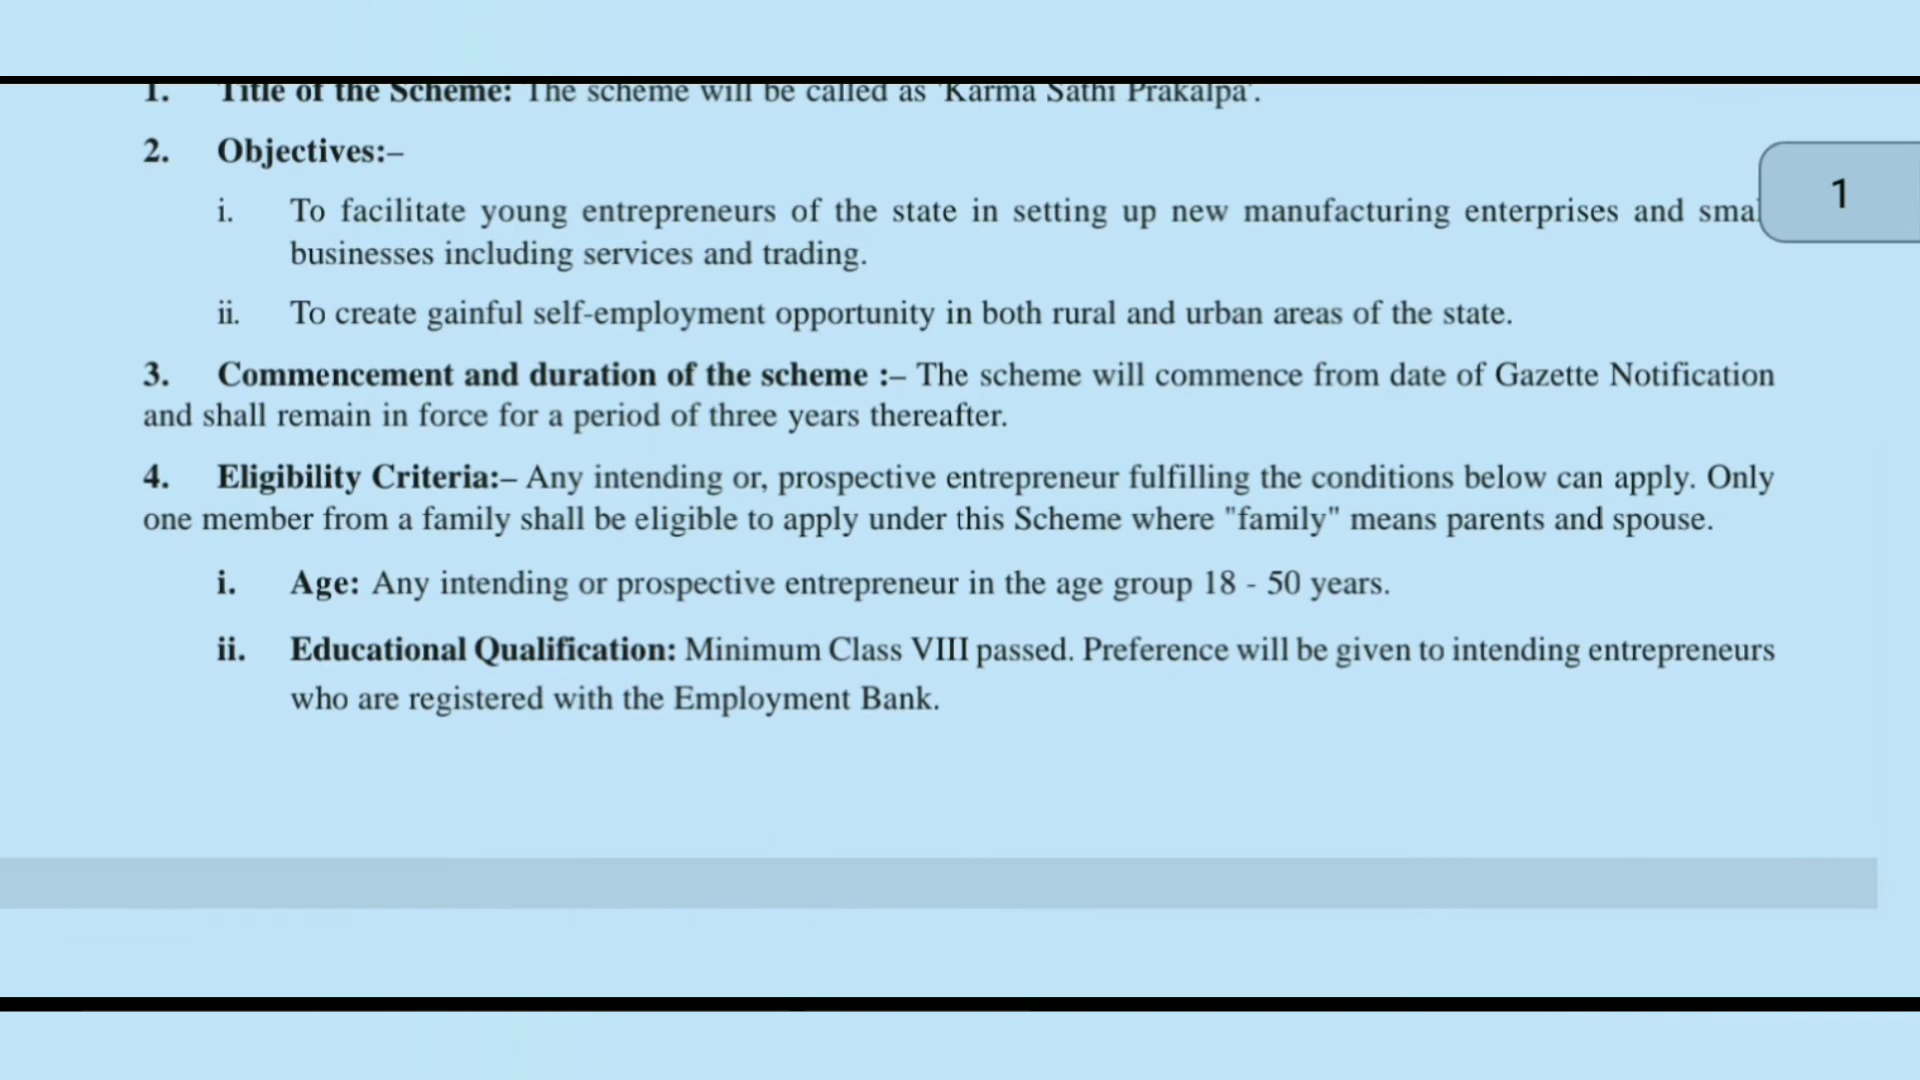 1. Title of the Scheme: The scheme will be called as 'Karma Sathi Prakalpa'.
2. Objectives:–
i. To facilitate young entrepreneurs of the state in setting up new manufacturing enterprises and smal
1
businesses including services and trading.
ii. To create gainful self-employment opportunity in both rural and urban areas of the state.
3. Commencement and duration of the scheme :– The scheme will commence from date of Gazette Notification
and shall remain in force for a period of three years thereafter.
4. Eligibility Criteria:– Any intending or, prospective entrepreneur fulfilling the conditions below can apply. Only
one member from a family shall be eligible to apply under this Scheme where "family" means parents and spouse.
i. Age: Any intending or prospective entrepreneur in the age group 18 - 50 years.
ii. Educational Qualification: Minimum Class VIII passed. Preference will be given to intending entrepreneurs
who are registered with the Employment Bank.